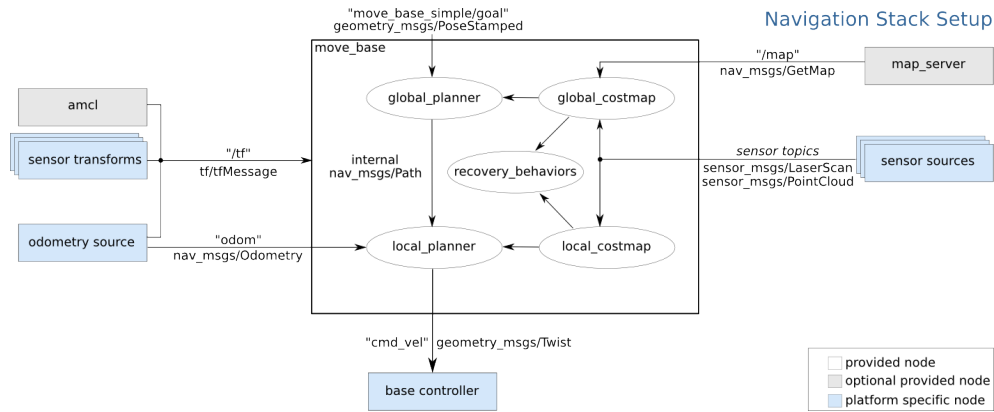 "move_base_simple/goal"
geometry_msgs/PoseStamped
Navigation Stack Setup
move_base
"/map"
nav_msgs/GetMap
map_server
amcl
global_planner
global_costmap
sensor transforms
"/tf"
tf/tfMessage
internal
nav_msgs/Path
recovery_behaviors
sensor topics
sensor_msgs/LaserScan
sensor_msgs/PointCloud
sensor sources
odometry source
"odom"
nav_msgs/Odometry
local_planner
local_costmap
"cmd_vel"
geometry_msgs/Twist
base controller
provided node
optional provided node
platform specific node